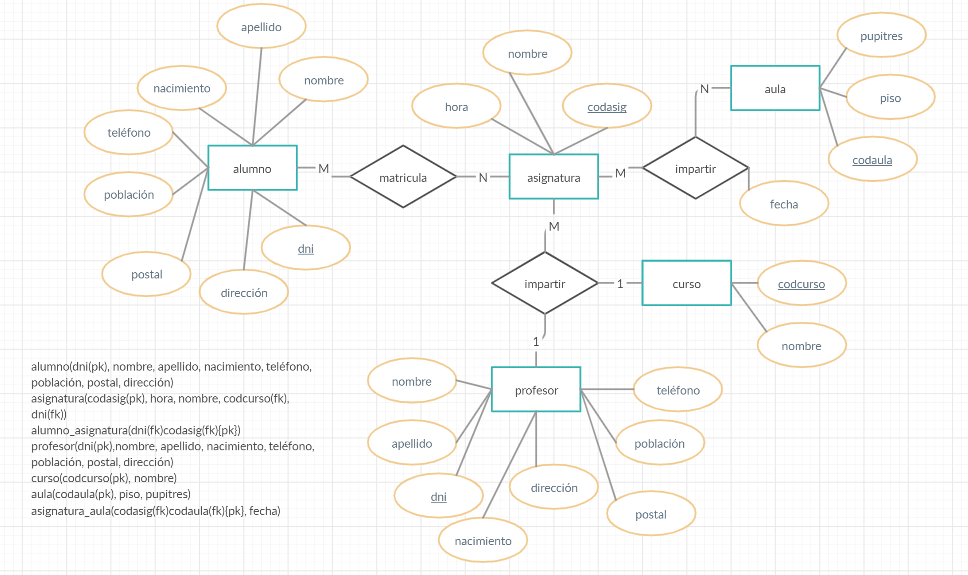 apellido
nombre
nacimiento
teléfono
población
postal
dirección
dni
alumno
M
matricula
N
nombre
hora
codasig
asignatura
M
impartir
N
aula
pupitres
piso
codaula
fecha
M
impartir
1
curso
codcurso
nombre
1
profesor
nombre
apellido
dni
nacimiento
dirección
teléfono
población
postal
alumno(dni(pk), nombre, apellido, nacimiento, teléfono,
población, postal, dirección)
asignatura(codasig(pk), hora, nombre, codcurso(fk),
dni(fk))
alumno_asignatura(dni(fk)codasig(fk){pk})
profesor(dni(pk),nombre, apellido, nacimiento, teléfono,
población, postal, dirección)
curso(codcurso(pk), nombre)
aula(codaula(pk), piso, pupitres)
asignatura_aula(codasig(fk)codaula(fk){pk}, fecha)